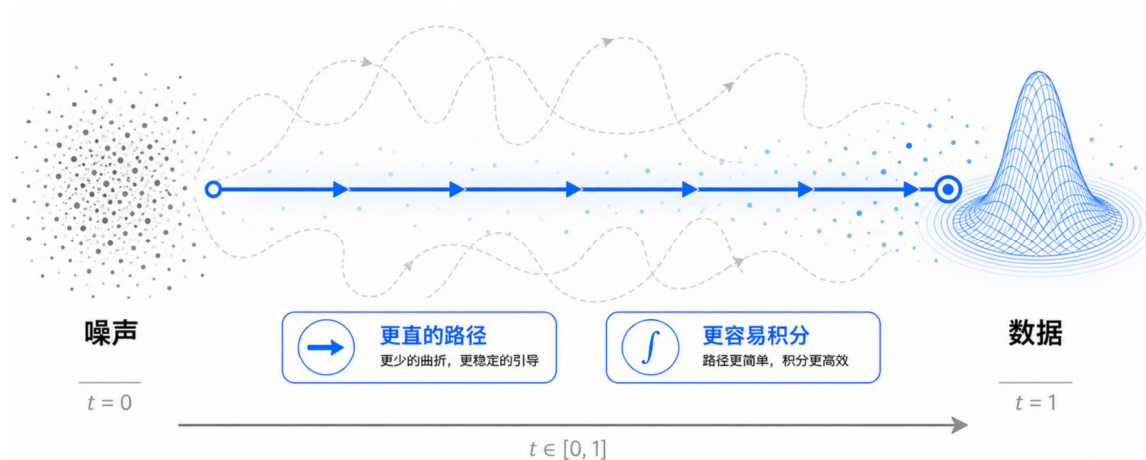 噪声
t = 0
更直的路径
更少的曲折，更稳定的引导
∫
更容易积分
路径更简单，积分更高效
数据
t = 1
t ∈ [0, 1]